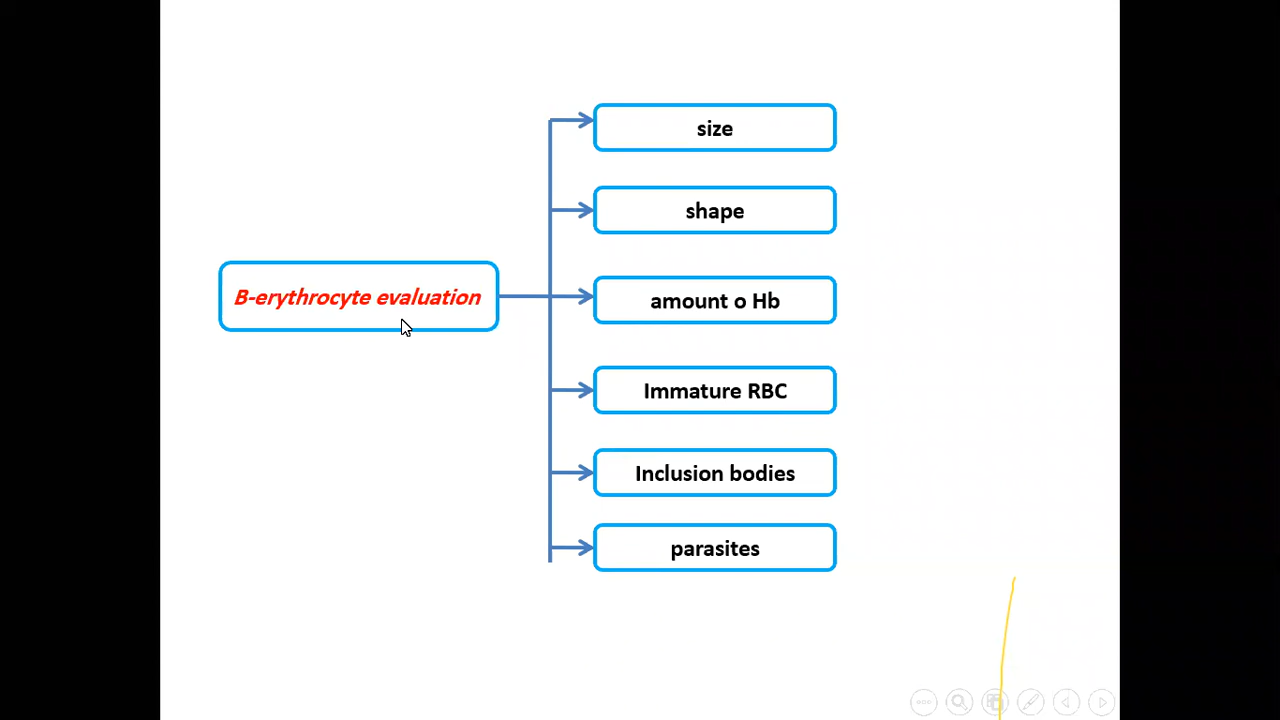 size
shape
B-erythrocyte evaluation
amount o Hb
Immature RBC
Inclusion bodies
parasites